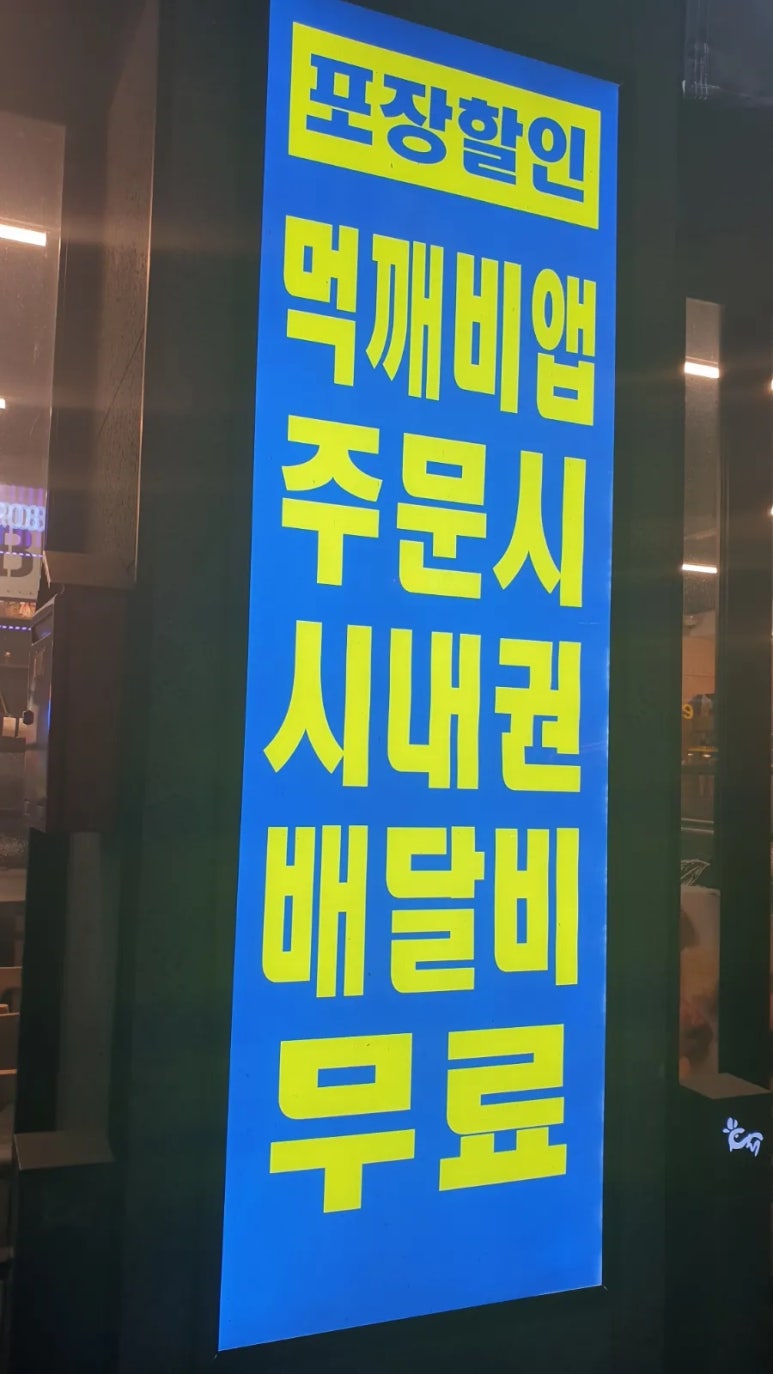 포장할인
먹깨비앱
주문시
시내권
배달비
무료